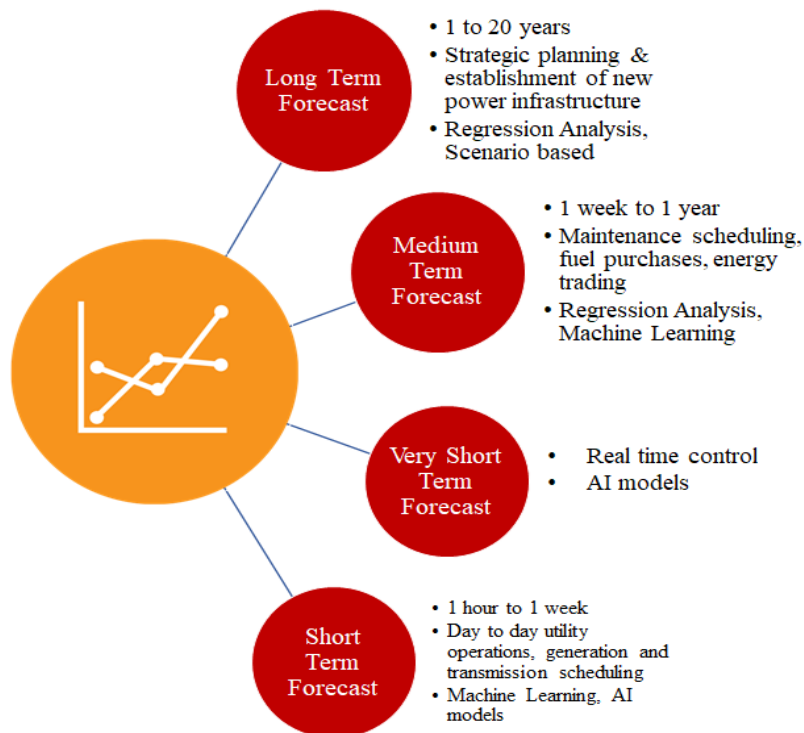 Long Term
Forecast
• 1 to 20 years
• Strategic planning &
establishment of new
power infrastructure
• Regression Analysis,
Scenario based
Medium
Term
Forecast
• 1 week to 1 year
• Maintenance scheduling,
fuel purchases, energy
trading
• Regression Analysis,
Machine Learning
Very Short
Term
Forecast
• Real time control
• AI models
Short
Term
Forecast
• 1 hour to 1 week
• Day to day utility
operations, generation and
transmission scheduling
• Machine Learning, AI
models